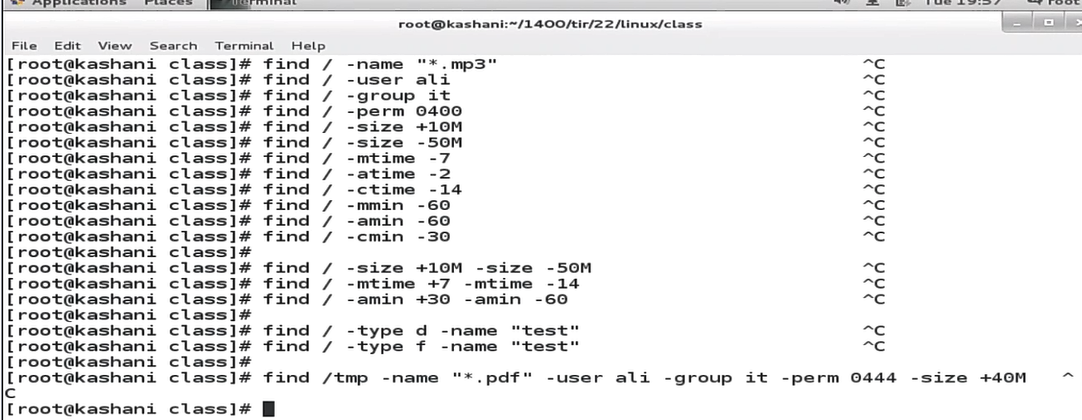 Applications Places Terminal Tue 19:57 root
root@kashani:~/1400/tir/22/linux/class
File Edit View Search Terminal Help
[root@kashani class]# find / -name "*.mp3" ^C
[root@kashani class]# find / -user ali ^C
[root@kashani class]# find / -group it ^C
[root@kashani class]# find / -perm 0400 ^C
[root@kashani class]# find / -size +10M ^C
[root@kashani class]# find / -size -50M ^C
[root@kashani class]# find / -mtime -7 ^C
[root@kashani class]# find / -atime -2 ^C
[root@kashani class]# find / -ctime -14 ^C
[root@kashani class]# find / -mmin -60 ^C
[root@kashani class]# find / -amin -60 ^C
[root@kashani class]# find / -cmin -30 ^C
[root@kashani class]#
[root@kashani class]# find / -size +10M -size -50M ^C
[root@kashani class]# find / -mtime +7 -mtime -14 ^C
[root@kashani class]# find / -amin +30 -amin -60 ^C
[root@kashani class]#
[root@kashani class]# find / -type d -name "test" ^C
[root@kashani class]# find / -type f -name "test" ^C
[root@kashani class]#
[root@kashani class]# find /tmp -name "*.pdf" -user ali -group it -perm 0444 -size +40M ^
C
[root@kashani class]#